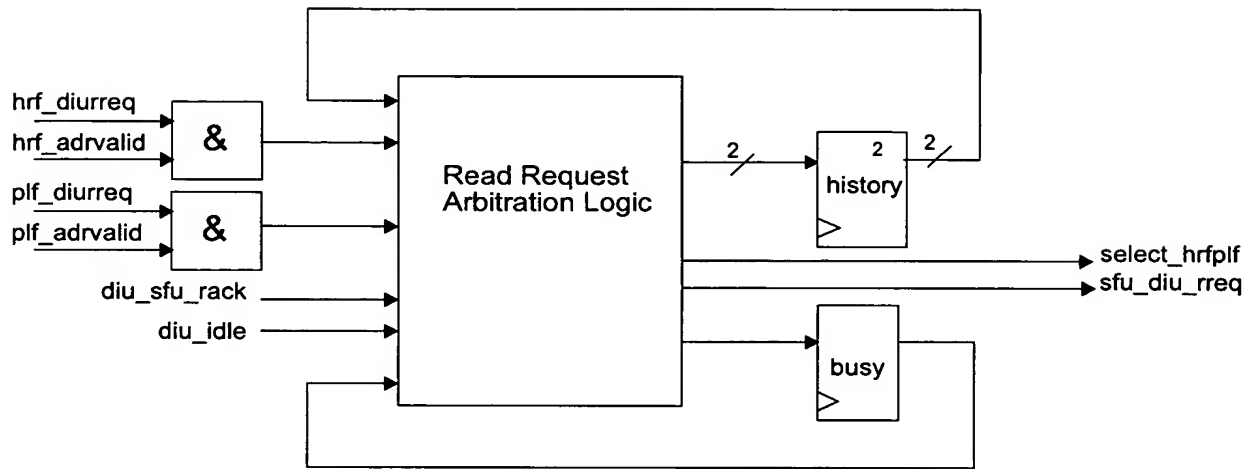 hrf_diurreq
hrf_adrvalid
&
plf_diurreq
plf_adrvalid
&
diu_sfu_rack
diu_idle
Read Request
Arbitration Logic
2
2
2
history
select_hrfplf
sfu_diu_rreq
busy